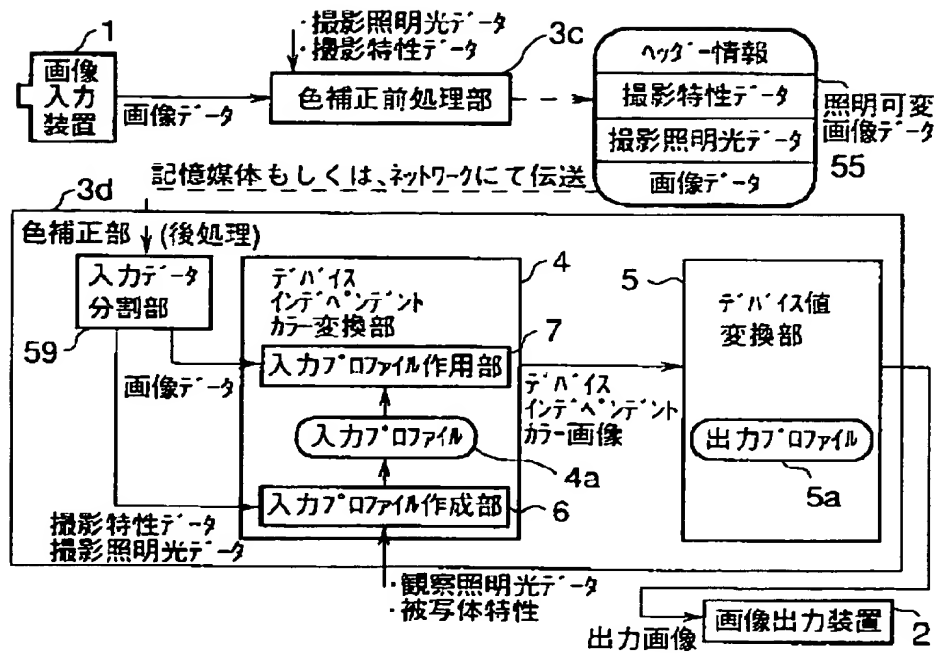 1
画像
入力
装置
画像データ
・撮影照明光データ
・撮影特性データ
3c
色補正前処理部
ヘッダー情報
撮影特性データ
撮影照明光データ
画像データ
照明可変
画像データ
55
記憶媒体もしくは、ネットワークにて伝送
3d
色補正部
(後処理)
入力データ
分割部
59
画像データ
撮影特性データ
撮影照明光データ
4
デバイス
インデペンデント
カラー変換部
7
入力プロファイル作用部
入力プロファイル
4a
入力プロファイル作成部
6
・観察照明光データ
・被写体特性
デバイス
インデペンデント
カラー画像
5
デバイス値
変換部
出力プロファイル
5a
出力画像
画像出力装置
2